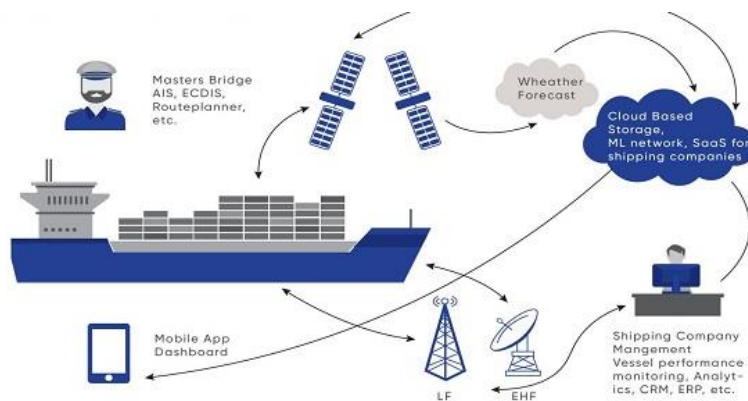 Masters Bridge
AIS, ECDIS,
Routeplanner,
etc.
Wheather
Forecast
Cloud Based
Storage,
ML network, SaaS for
shipping companies
Mobile App
Dashboard
LF
EHF
Shipping Company
Mangement
Vessel performance
monitoring, Analyt-
ics, CRM, ERP, etc.